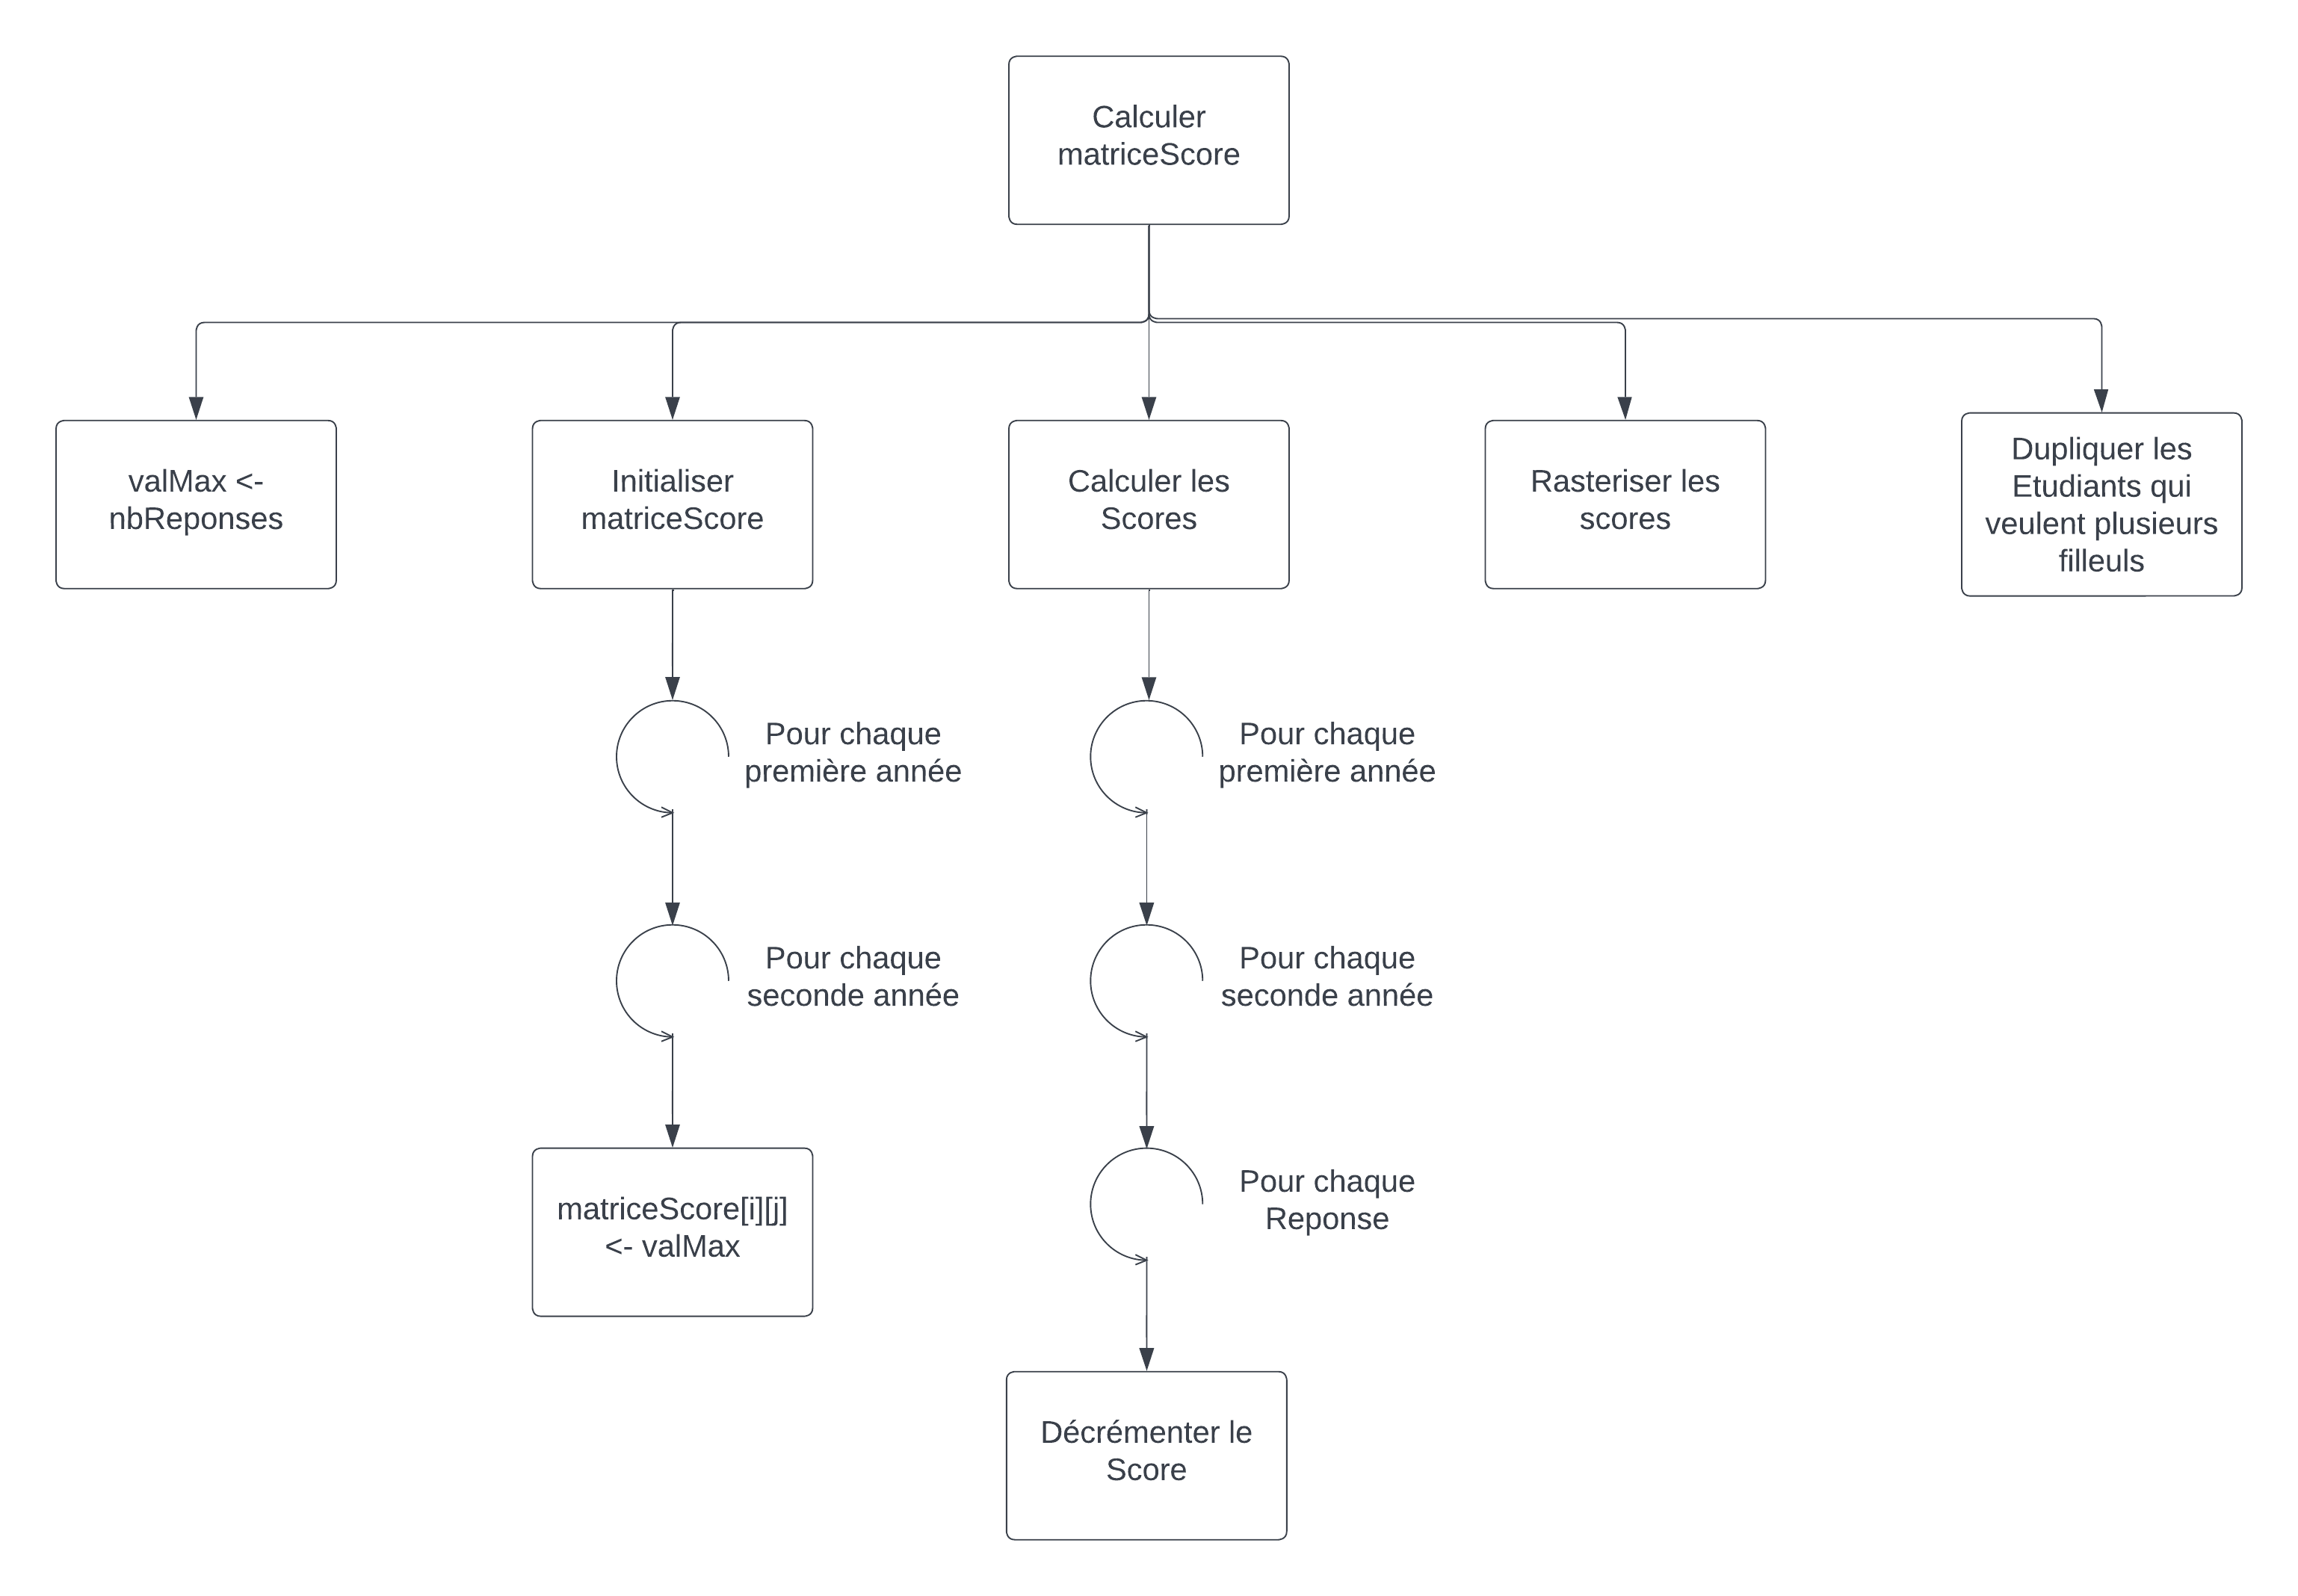 Calculer
matriceScore
valMax <-
nbReponses
Initialiser
matriceScore
Calculer les
Scores
Rasteriser les
scores
Dupliquer les
Etudiants qui
veulent plusieurs
filleuls
Pour chaque
première année
Pour chaque
première année
Pour chaque
seconde année
Pour chaque
seconde année
matriceScore[i][j]
<- valMax
Pour chaque
Reponse
Décrémenter le
Score